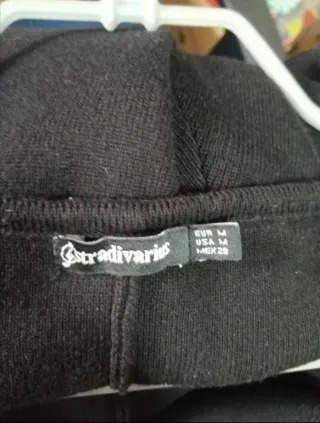 stradivarius
EUR M
USA M
MEX 28